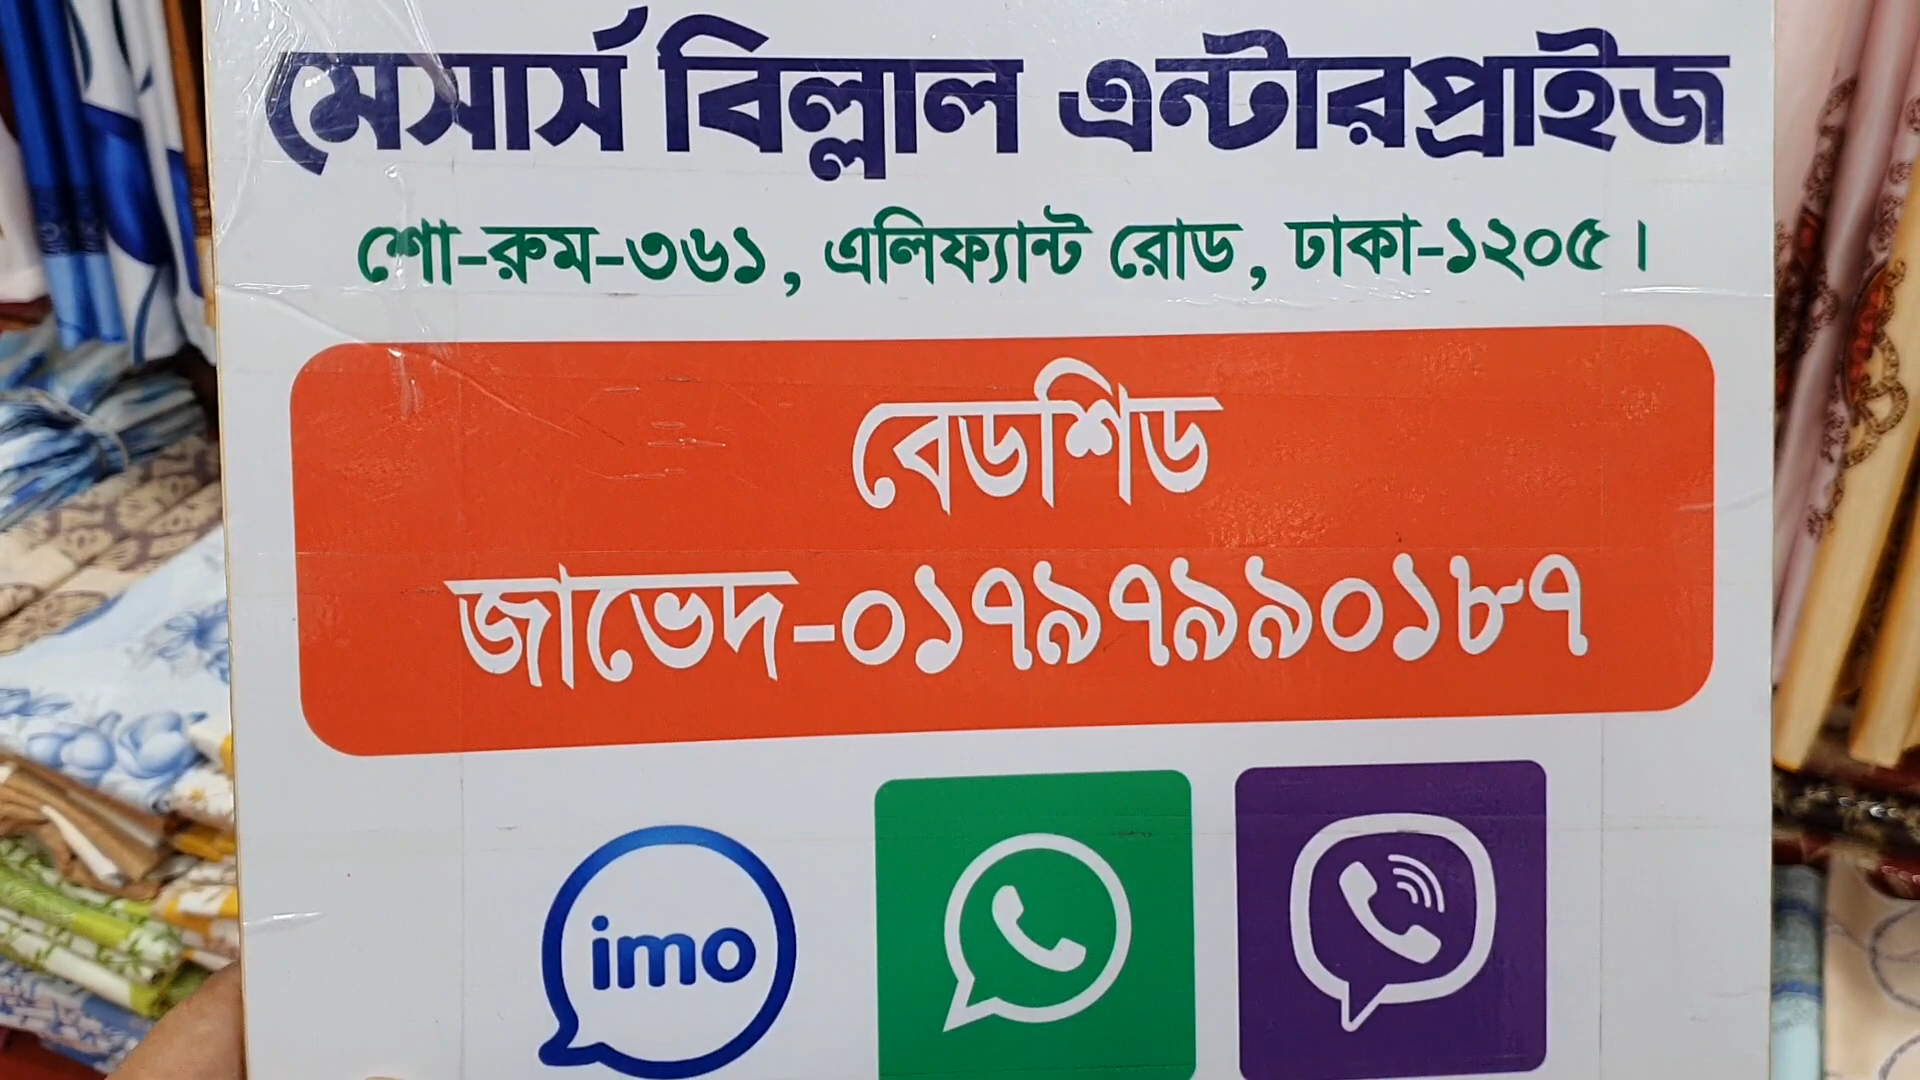 মেসার্স বিল্লাল এন্টারপ্রাইজ
শো-রুম-৩৬১, এলিফ্যান্ট রোড, ঢাকা-১২০৫।
বেডশিড
জাভেদ-০১৭৯৭৯৯০১৮৭
imo